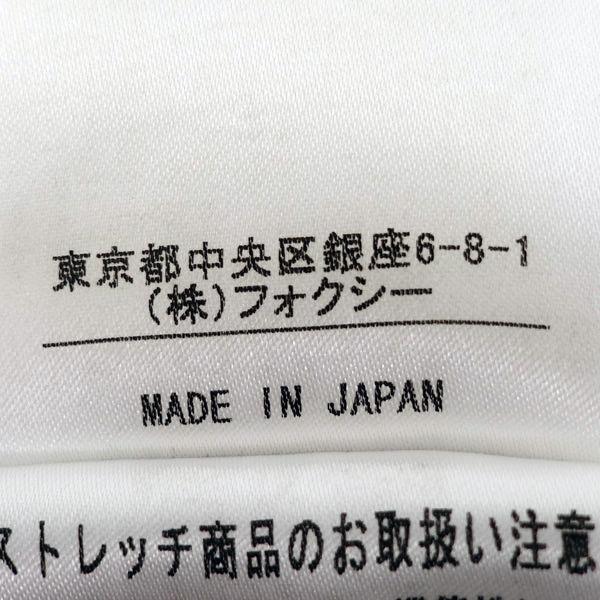 東京都中央区銀座6-8-1
(株)フォクシー
MADE IN JAPAN
ストレッチ商品のお取扱い注意